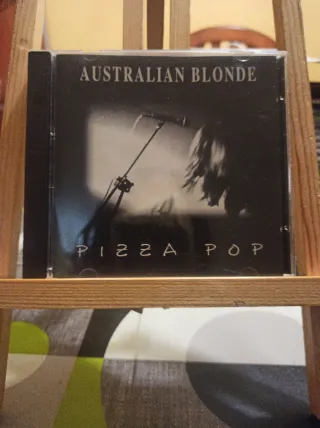 AUSTRALIAN BLONDE
PIZZA POP